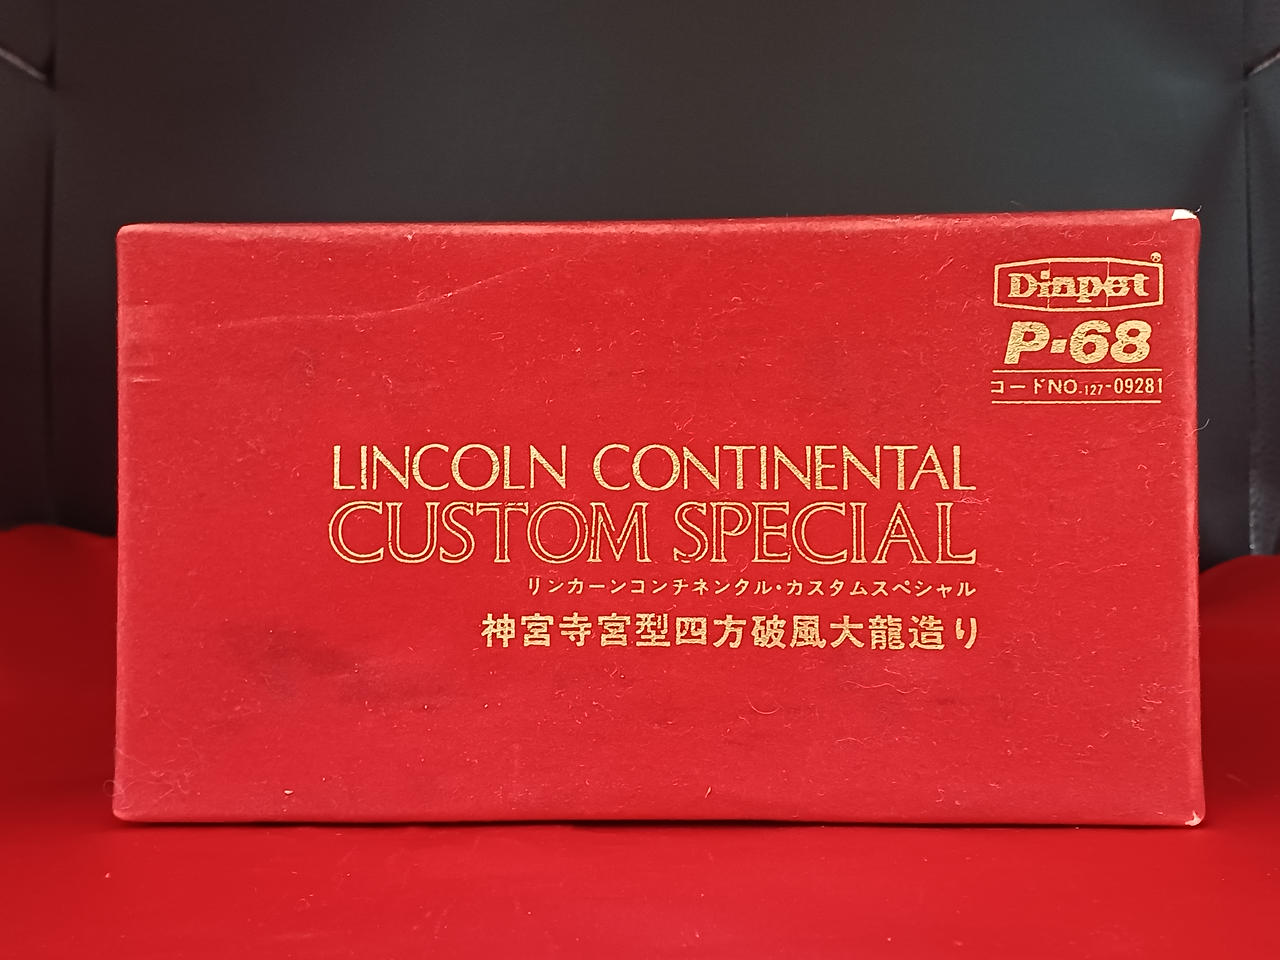 Dinpet®
P-68
コードNO.127-09281
LINCOLN CONTINENTAL
CUSTOM SPECIAL
リンカーンコンチネンタル・カスタムスペシャル
神宮寺宮型四方破風大龍造り